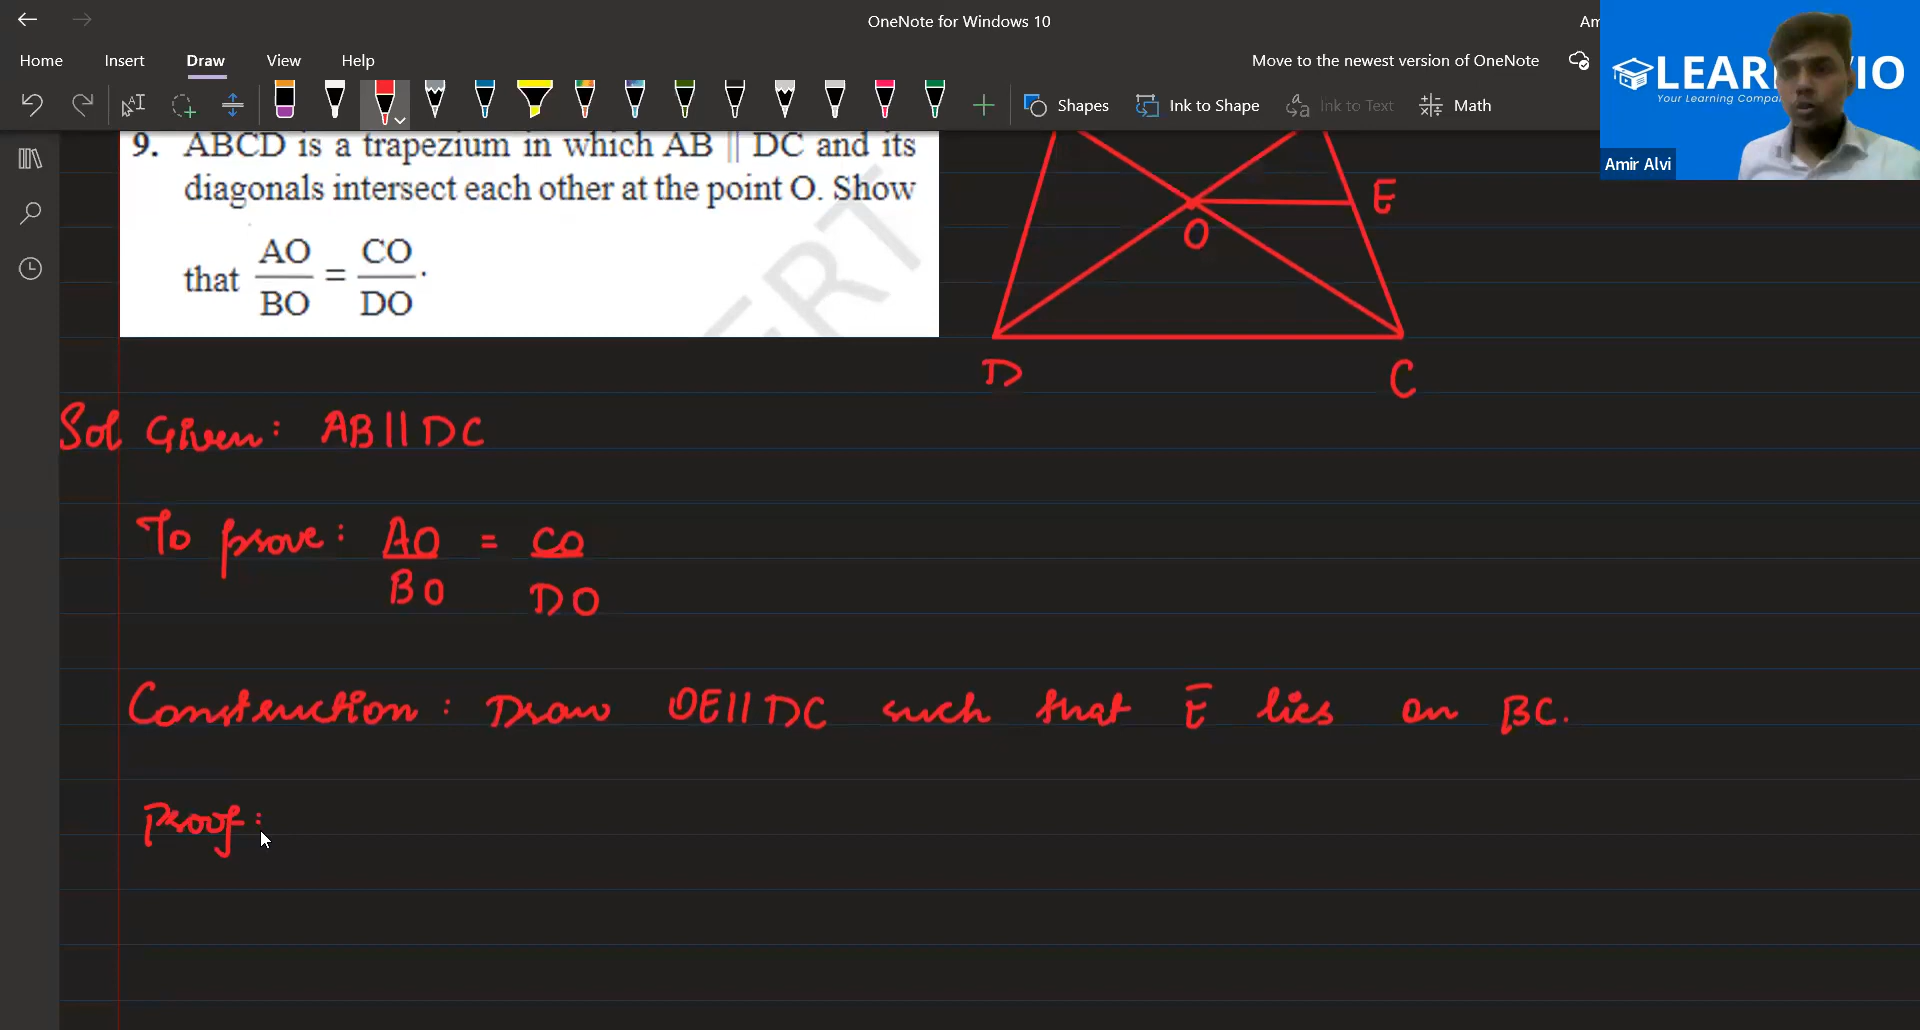 OneNote for Windows 10
Am
Home Insert Draw View Help
Move to the newest version of OneNote
Shapes Ink to Shape Ink to Text Math
LEAR VIO
Your Learning Compa
Amir Alvi
9. ABCD is a trapezium in which AB || DC and its
diagonals intersect each other at the point O. Show
that AO/BO = CO/DO.
ERT
E
O
D
C
Sol Given: AB || DC
To prove: AO/BO = CO/DO
Construction: Draw OE || DC such that E lies on BC.
Proof: